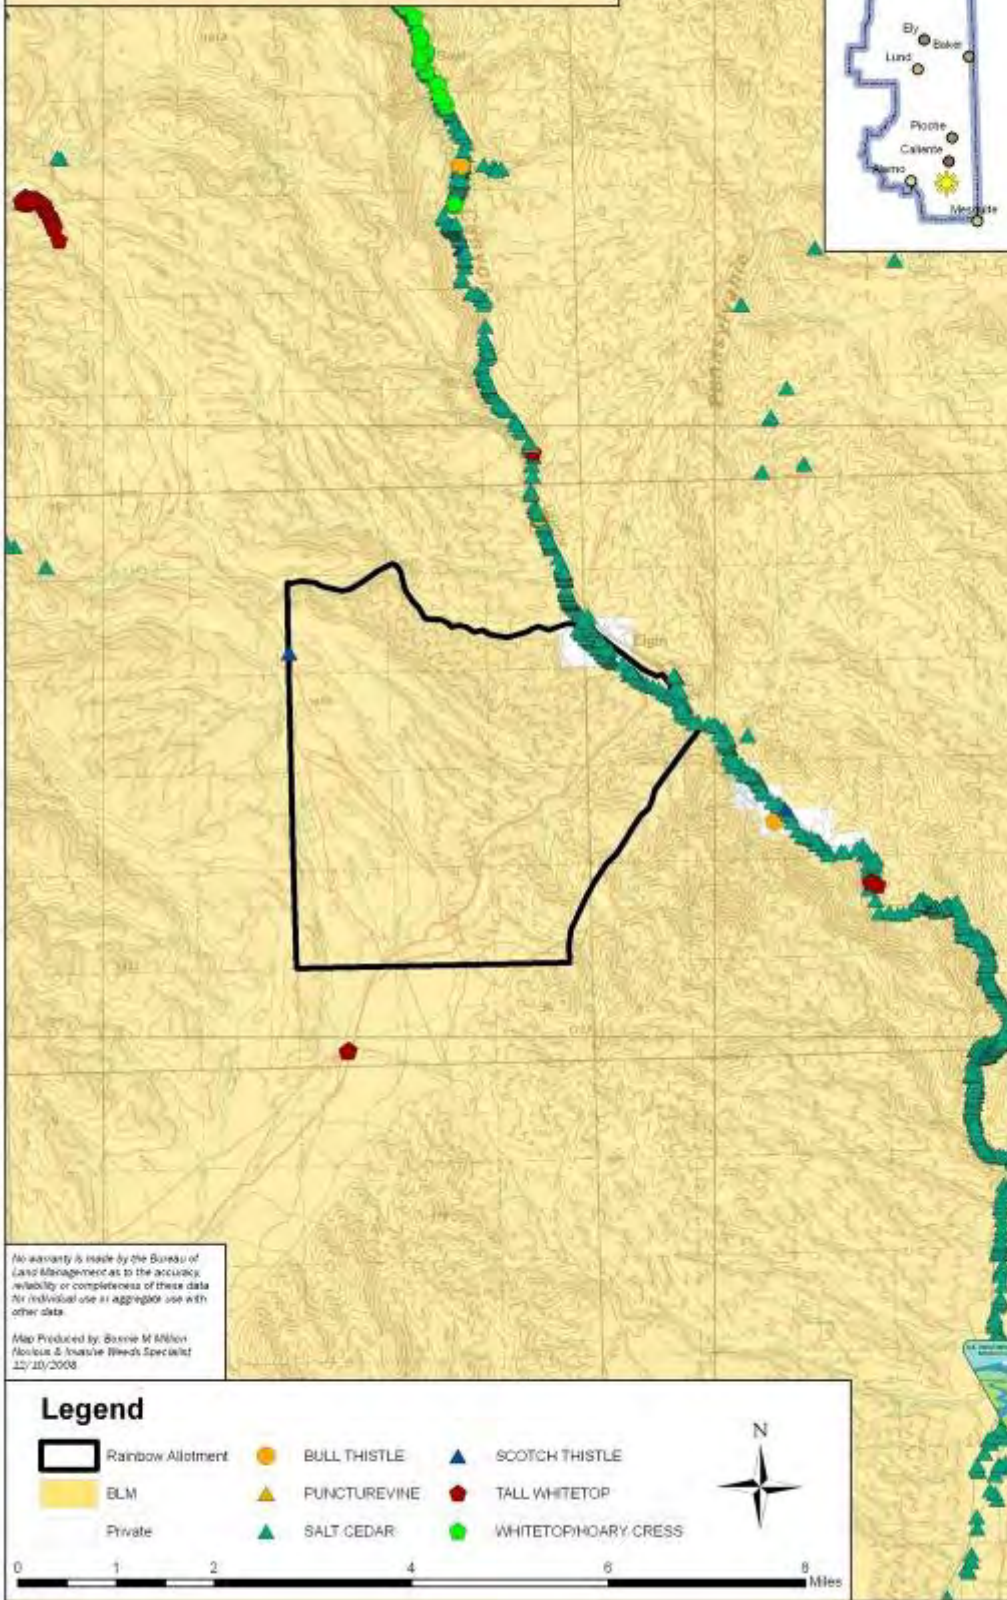 Ely
Baker
Lund
Pioche
Caliente
Alamo
Mesquite
Elgin
No warranty is made by the Bureau of
Land Management as to the accuracy,
reliability or completeness of these data
for individual use or aggregate use with
other data.
Map Produced by: Bonnie M Million
Noxious & Invasive Weeds Specialist
12/10/2008
Legend
Rainbow Allotment
BULL THISTLE
SCOTCH THISTLE
BLM
PUNCTUREVINE
TALL WHITETOP
Private
SALT CEDAR
WHITETOP/HOARY CRESS
N
0 1 2 4 6 8
Miles